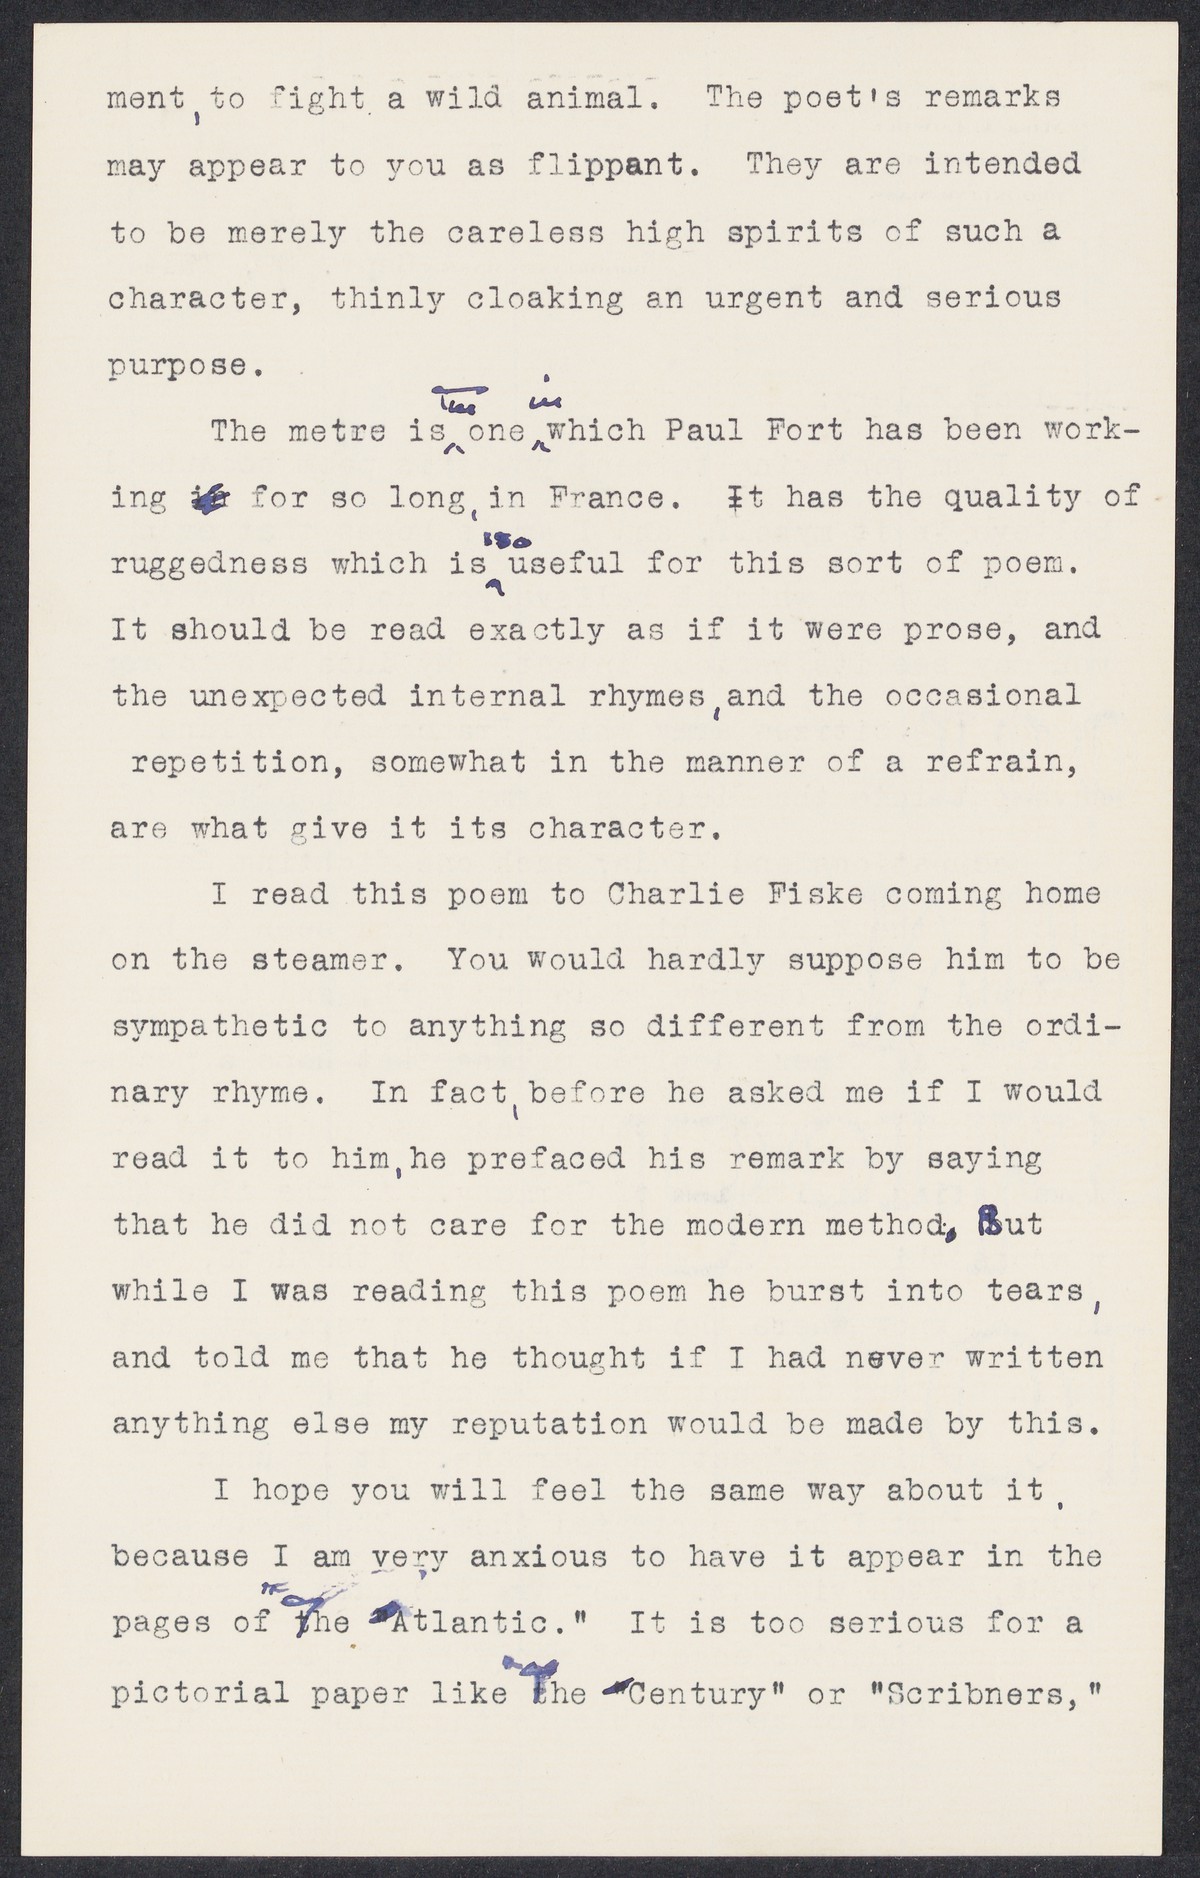 ment, to fight a wild animal. The poet's remarks
may appear to you as flippant. They are intended
to be merely the careless high spirits of such a
character, thinly cloaking an urgent and serious
purpose.
the in
The metre is one which Paul Fort has been work-
ing for so long, in France. It has the quality of
ruggedness which is useful for this sort of poem.
It should be read exactly as if it were prose, and
the unexpected internal rhymes, and the occasional
repetition, somewhat in the manner of a refrain,
are what give it its character.
I read this poem to Charlie Fiske coming home
on the steamer. You would hardly suppose him to be
sympathetic to anything so different from the ordi-
nary rhyme. In fact, before he asked me if I would
read it to him, he prefaced his remark by saying
that he did not care for the modern method. But
while I was reading this poem he burst into tears,
and told me that he thought if I had never written
anything else my reputation would be made by this.
I hope you will feel the same way about it,
because I am very anxious to have it appear in the
pages of "The Atlantic." It is too serious for a
pictorial paper like "The Century" or "Scribners,"